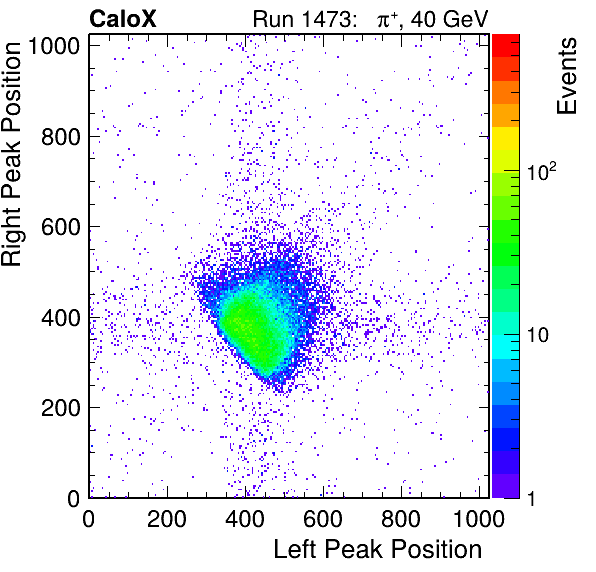 CaloX Run 1473: π⁺, 40 GeV
Right Peak Position
Events
1000
800
600
400
200
0
0 200 400 600 800 1000
Left Peak Position
10²
10
1